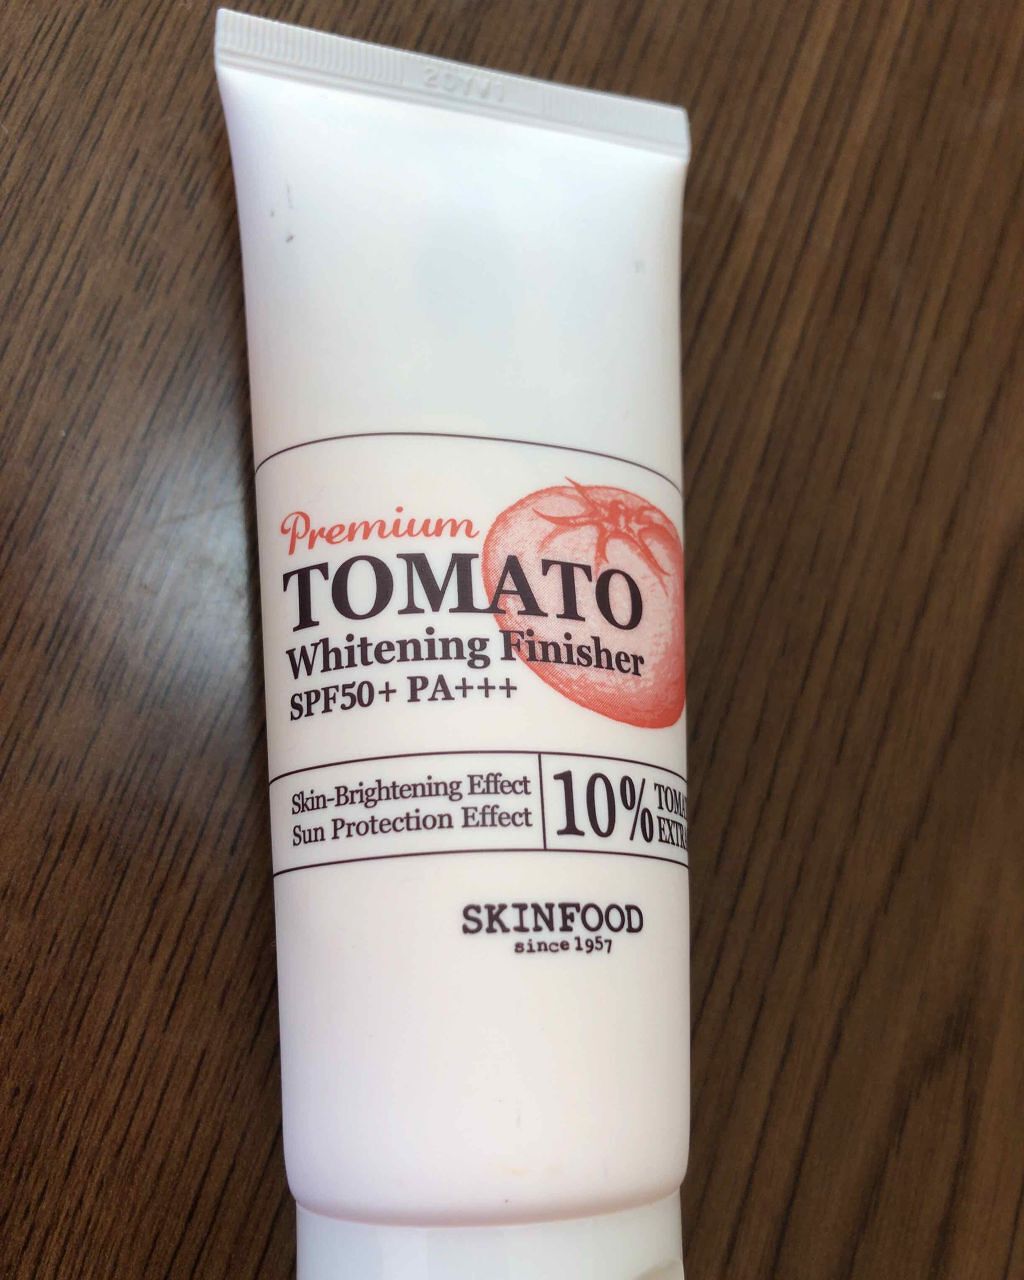 Premium
TOMATO
Whitening Finisher
SPF50+ PA+++
Skin-Brightening Effect
Sun Protection Effect
10%
SKINFOOD
since 1957